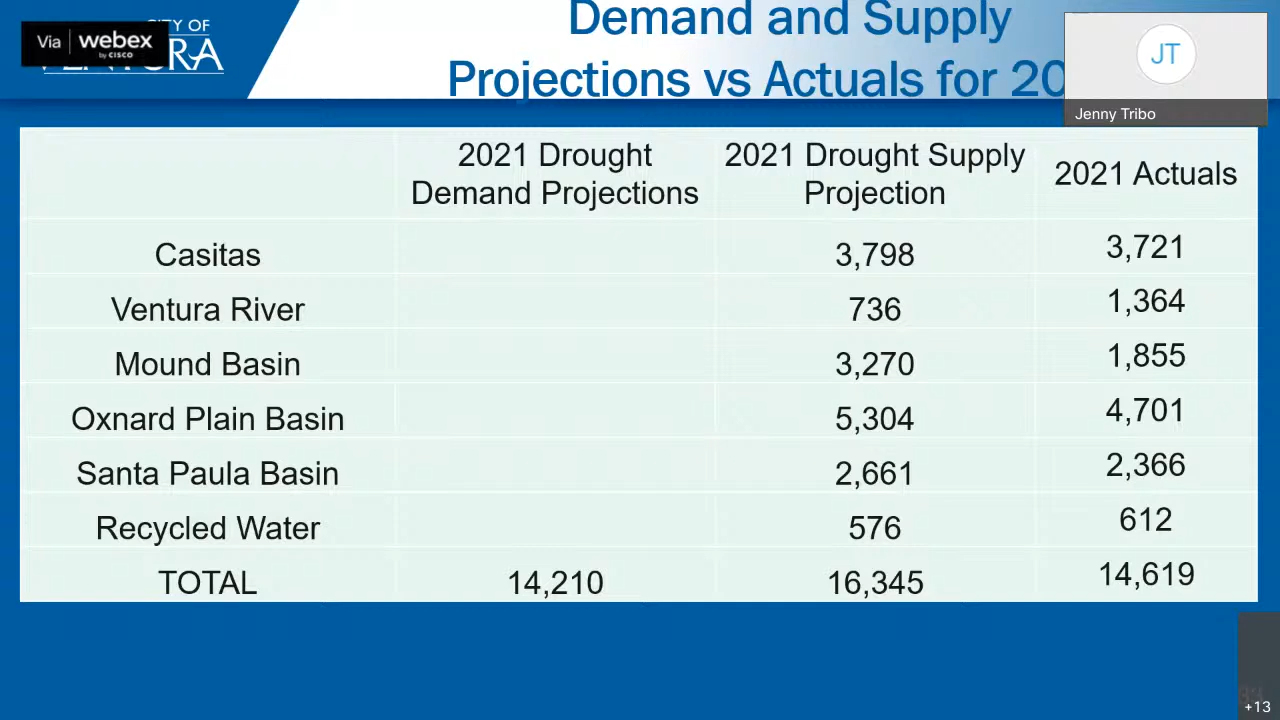 Via webex
by CISCO
CITY OF
VENTURA
Demand and Supply
Projections vs Actuals for 20
JT
Jenny Tribo
2021 Drought
Demand Projections
2021 Drought Supply
Projection
2021 Actuals
Casitas 3,798 3,721
Ventura River 736 1,364
Mound Basin 3,270 1,855
Oxnard Plain Basin 5,304 4,701
Santa Paula Basin 2,661 2,366
Recycled Water 576 612
TOTAL 14,210 16,345 14,619
+13